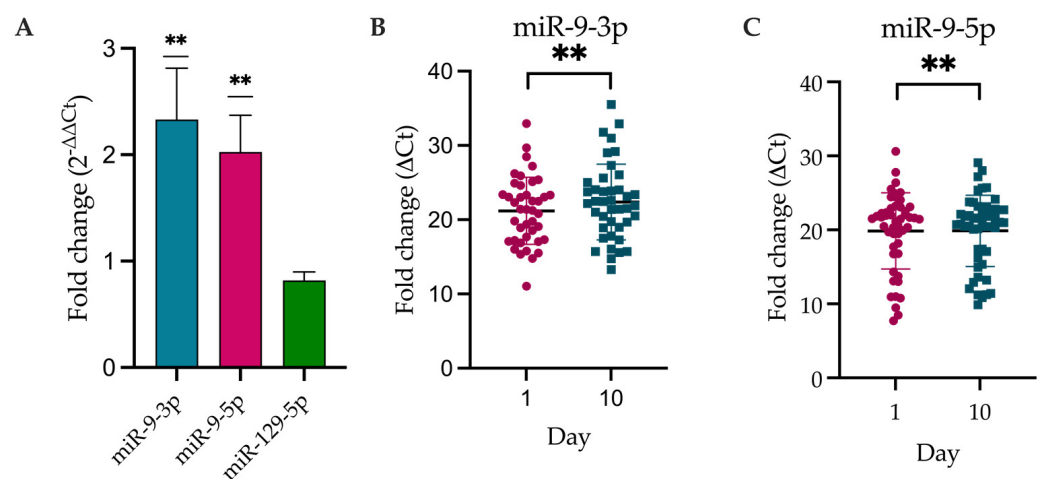 A
Fold change (2^-ΔΔCt)
3
2
1
0
**
**
miR-9-3p
miR-9-5p
miR-129-5p
B
miR-9-3p
**
Fold change (ΔCt)
40
30
20
10
0
1
10
Day
C
miR-9-5p
**
Fold change (ΔCt)
40
30
20
10
0
1
10
Day